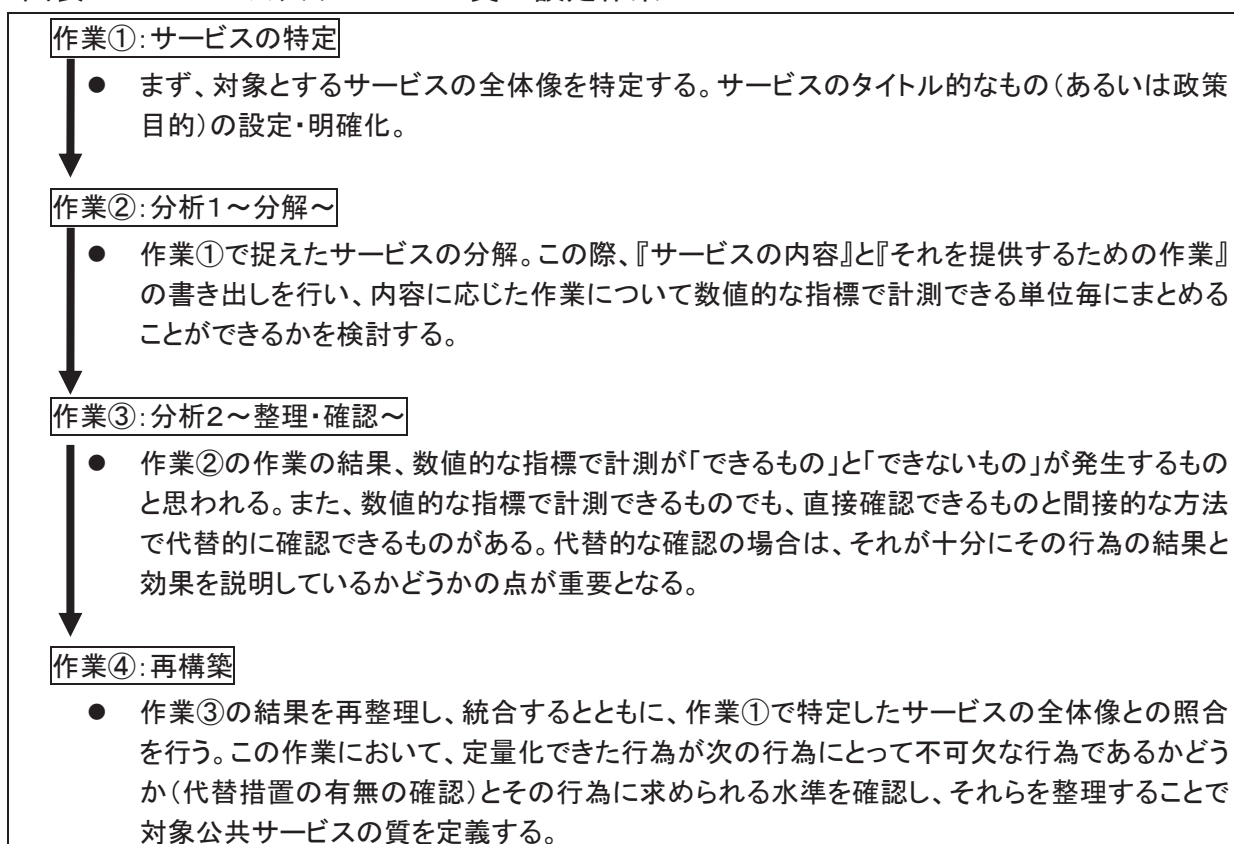 作業①:サービスの特定
● まず、対象とするサービスの全体像を特定する。サービスのタイトル的なもの(あるいは政策
目的)の設定・明確化。
作業②:分析1～分解～
● 作業①で捉えたサービスの分解。この際、『サービスの内容』と『それを提供するための作業』
の書き出しを行い、内容に応じた作業について数値的な指標で計測できる単位毎にまとめる
ことができるかを検討する。
作業③:分析2～整理・確認～
● 作業②の作業の結果、数値的な指標で計測が「できるもの」と「できないもの」が発生するもの
と思われる。また、数値的な指標で計測できるものでも、直接確認できるものと間接的な方法
で代替的に確認できるものがある。代替的な確認の場合は、それが十分にその行為の結果と
効果を説明しているかどうかの点が重要となる。
作業④:再構築
● 作業③の結果を再整理し、統合するとともに、作業①で特定したサービスの全体像との照合
を行う。この作業において、定量化できた行為が次の行為にとって不可欠な行為であるかどう
か(代替措置の有無の確認)とその行為に求められる水準を確認し、それらを整理することで
対象公共サービスの質を定義する。